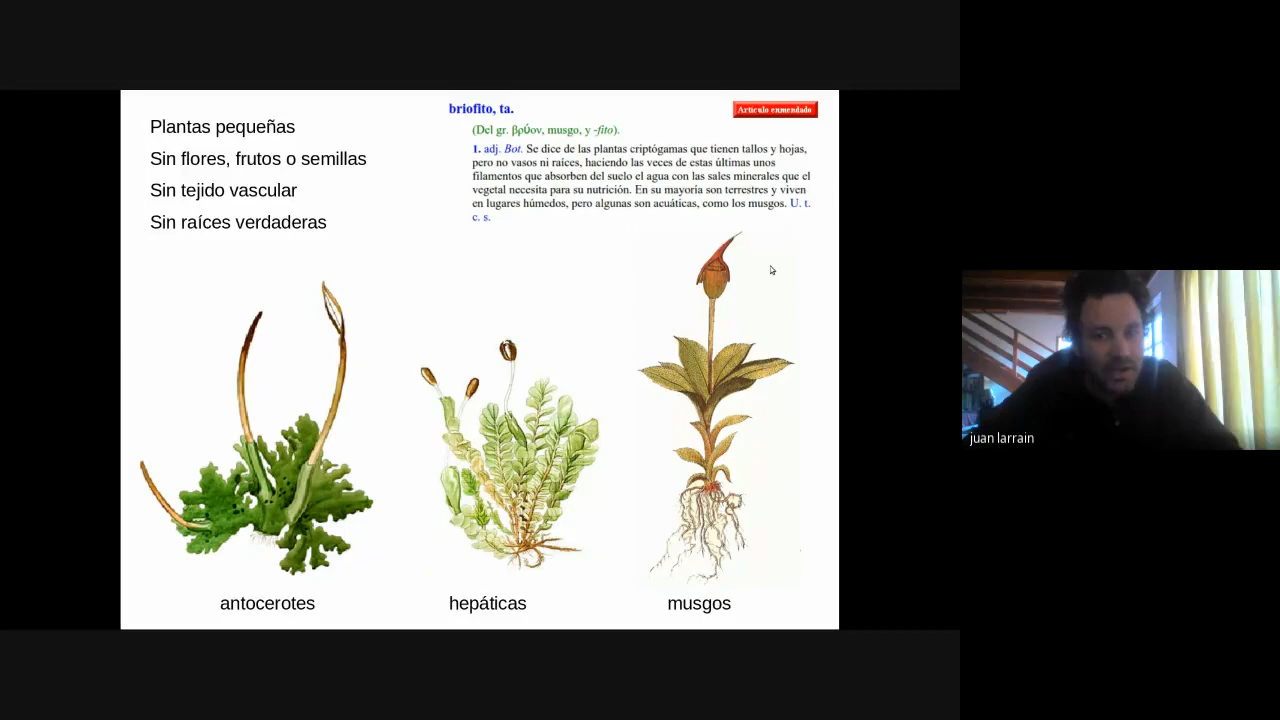 Plantas pequeñas
Sin flores, frutos o semillas
Sin tejido vascular
Sin raíces verdaderas
briofito, ta.
Artículo enmendado
(Del gr. βρύον, musgo, y -fito).
1. adj. Bot. Se dice de las plantas criptógamas que tienen tallos y hojas,
pero no vasos ni raíces, haciendo las veces de estas últimas unos
filamentos que absorben del suelo el agua con las sales minerales que el
vegetal necesita para su nutrición. En su mayoría son terrestres y viven
en lugares húmedos, pero algunas son acuáticas, como los musgos. U. t.
c. s.
antocerotes
hepáticas
musgos
juan larrain